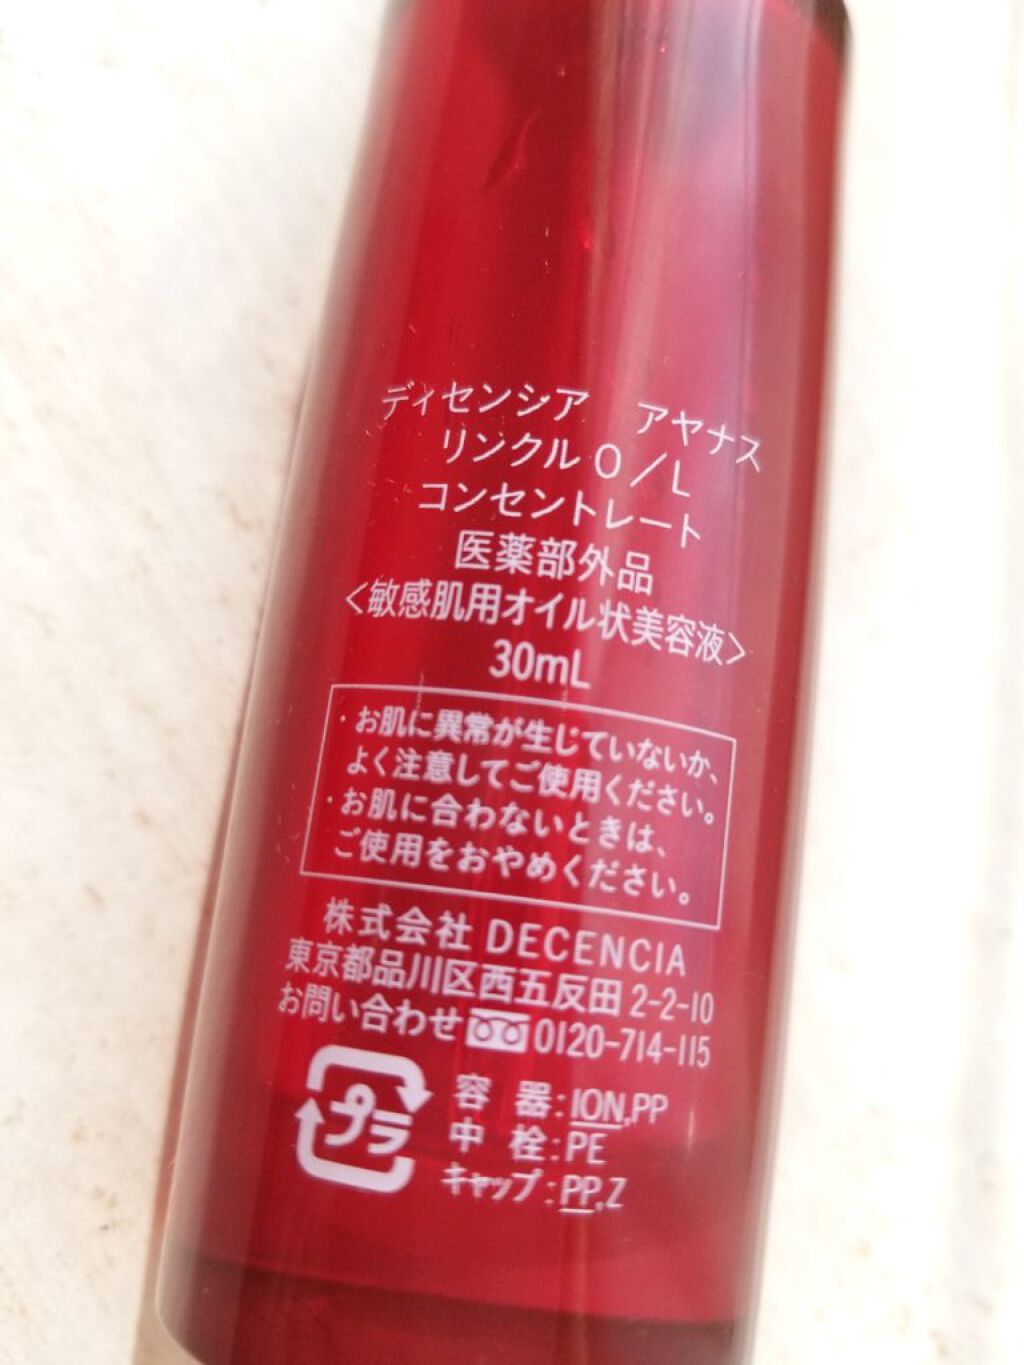 ディセンシア アヤナス
リンクル O/L
コンセントレート
医薬部外品
<敏感肌用オイル状美容液>
30mL
・お肌に異常が生じていないか、
よく注意してご使用ください。
・お肌に合わないときは、
ご使用をおやめください。
株式会社 DECENCIA
東京都品川区西五反田2-2-10
お問い合わせ 0120-714-115
プラ
容 器:ION,PP
中 栓:PE
キャップ:PP,Z